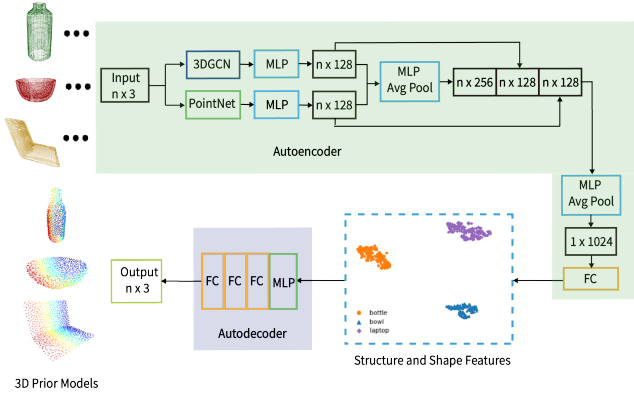 Input
n x 3
3DGCN
MLP
n x 128
PointNet
MLP
n x 128
MLP
Avg Pool
n x 256
n x 128
n x 128
Autoencoder
MLP
Avg Pool
1 x 1024
FC
bottle
bowl
laptop
Structure and Shape Features
FC
FC
FC
MLP
Autodecoder
Output
n x 3
3D Prior Models